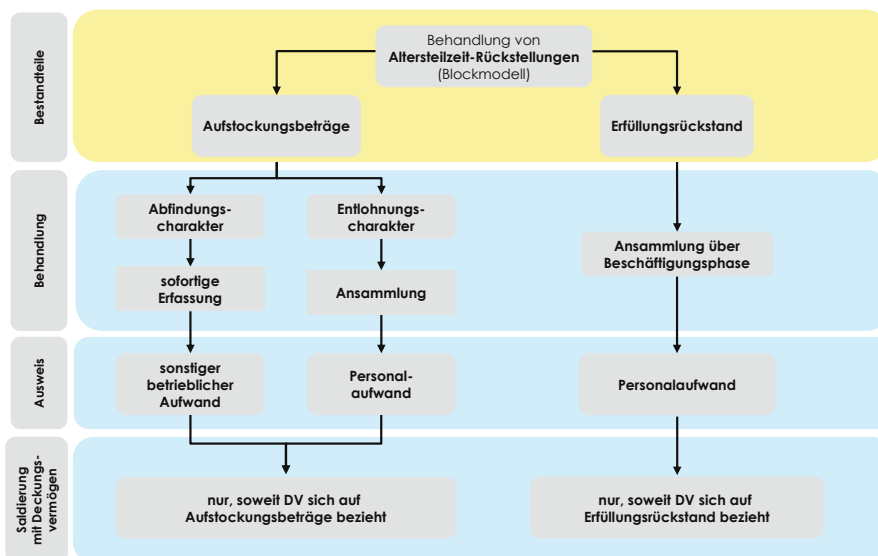 Bestandteile
Behandlung von
Altersteilzeit-Rückstellungen
(Blockmodell)
Aufstockungsbeträge
Erfüllungsrückstand
Behandlung
Abfindungs-
charakter
Entlohnungs-
charakter
Ansammlung über
Beschäftigungsphase
sofortige
Erfassung
Ansammlung
Ausweis
sonstiger
betrieblicher
Aufwand
Personal-
aufwand
Personalaufwand
Saldierung
mit Deckungs-
vermögen
nur, soweit DV sich auf
Aufstockungsbeträge bezieht
nur, soweit DV sich auf
Erfüllungsrückstand bezieht